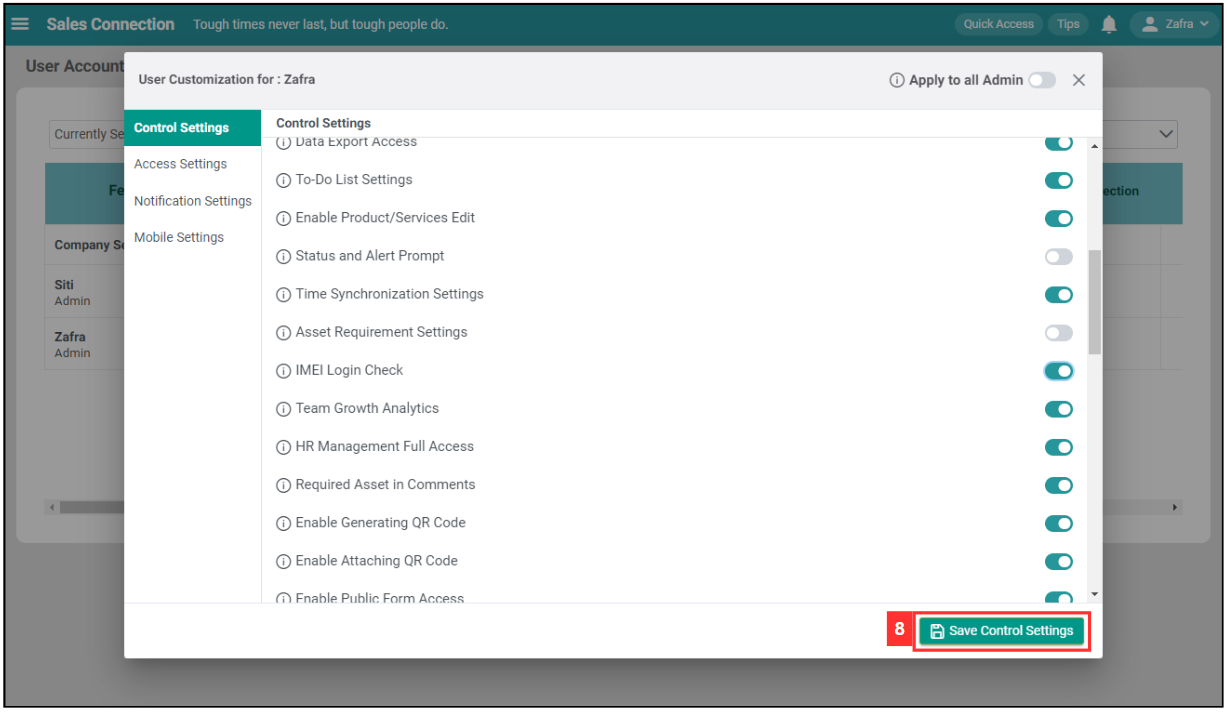 Sales Connection Tough times never last, but tough people do. Quick Access Tips Zafra
User Account
User Customization for : Zafra Apply to all Admin
Currently Se
Control Settings
Access Settings
Notification Settings
Mobile Settings
Control Settings
Data Export Access
To-Do List Settings
Enable Product/Services Edit
Status and Alert Prompt
Time Synchronization Settings
Asset Requirement Settings
IMEI Login Check
Team Growth Analytics
HR Management Full Access
Required Asset in Comments
Enable Generating QR Code
Enable Attaching QR Code
Enable Public Form Access
Fe
ection
Company Se
Siti
Admin
Zafra
Admin
8 Save Control Settings